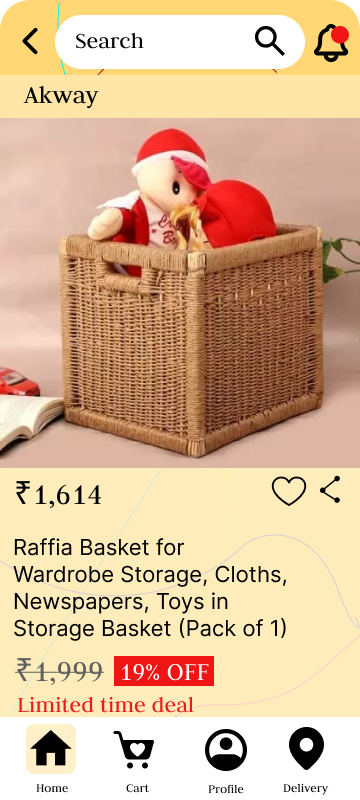 Search
Akway
₹1,614
Raffia Basket for
Wardrobe Storage, Cloths,
Newspapers, Toys in
Storage Basket (Pack of 1)
₹1,999 19% OFF
Limited time deal
Home Cart Profile Delivery